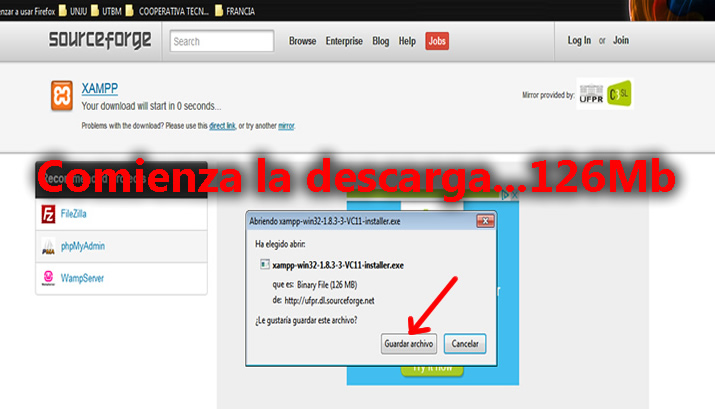 nzar a usar Firefox UNJU UTBM COOPERATIVA TECN... FRANCIA
sourceforge Search Browse Enterprise Blog Help Jobs Log In or Join
XAMPP
Your download will start in 0 seconds...
Problems with the download? Please use this direct link, or try another mirror.
Mirror provided by: UFPR C3SL
Comienza la descarga...126Mb
FileZilla
phpMyAdmin
WampServer
Abriendo xampp-win32-1.8.3-3-VC11-installer.exe
Ha elegido abrir:
xampp-win32-1.8.3-3-VC11-installer.exe
que es: Binary File (126 MB)
de: http://ufpr.dl.sourceforge.net
¿Le gustaría guardar este archivo?
Guardar archivo Cancelar
Try it now